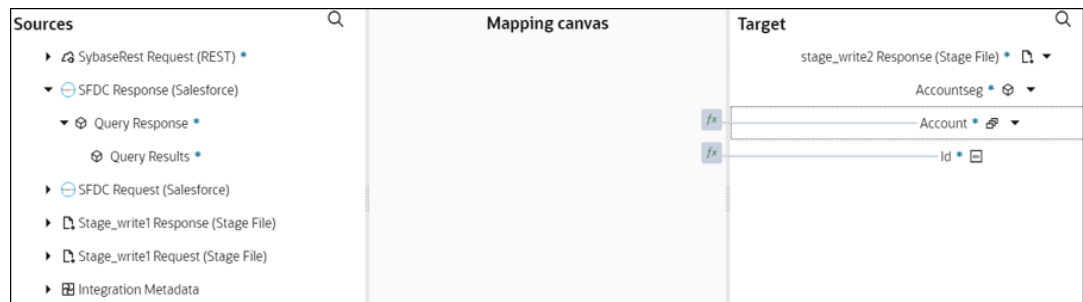 Sources
SybaseRest Request (REST) *
SFDC Response (Salesforce)
Query Response *
Query Results *
SFDC Request (Salesforce)
Stage_write1 Response (Stage File)
Stage_write1 Request (Stage File)
Integration Metadata
Mapping canvas
fx
fx
Target
stage_write2 Response (Stage File) *
Accountseg *
Account *
Id *